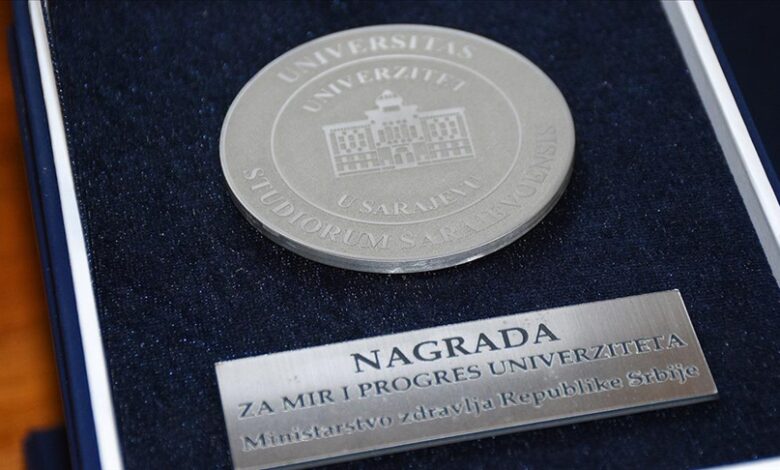 UNIVERSITAS
UNIVERZITET
U SARAJEVU
STUDIORUM SARAJEVOENSIS
NAGRADA
ZA MIR I PROGRES UNIVERZITETA
Ministarstvo zdravlja Republike Srbije